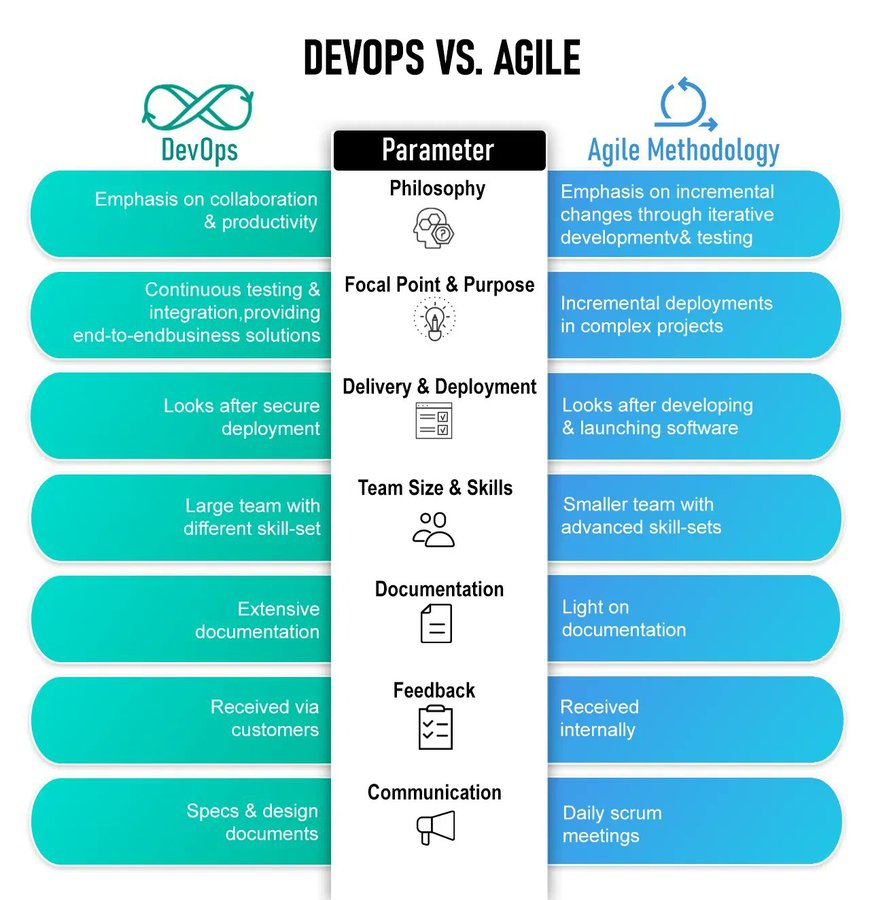 DEVOPS VS. AGILE
DevOps
Parameter
Agile Methodology
Emphasis on collaboration
& productivity
Philosophy
Emphasis on incremental
changes through iterative
developmentv& testing
Continuous testing &
integration,providing
end-to-endbusiness solutions
Focal Point & Purpose
Incremental deployments
in complex projects
Looks after secure
deployment
Delivery & Deployment
Looks after developing
& launching software
Large team with
different skill-set
Team Size & Skills
Smaller team with
advanced skill-sets
Extensive
documentation
Documentation
Light on
documentation
Received via
customers
Feedback
Received
internally
Specs & design
documents
Communication
Daily scrum
meetings